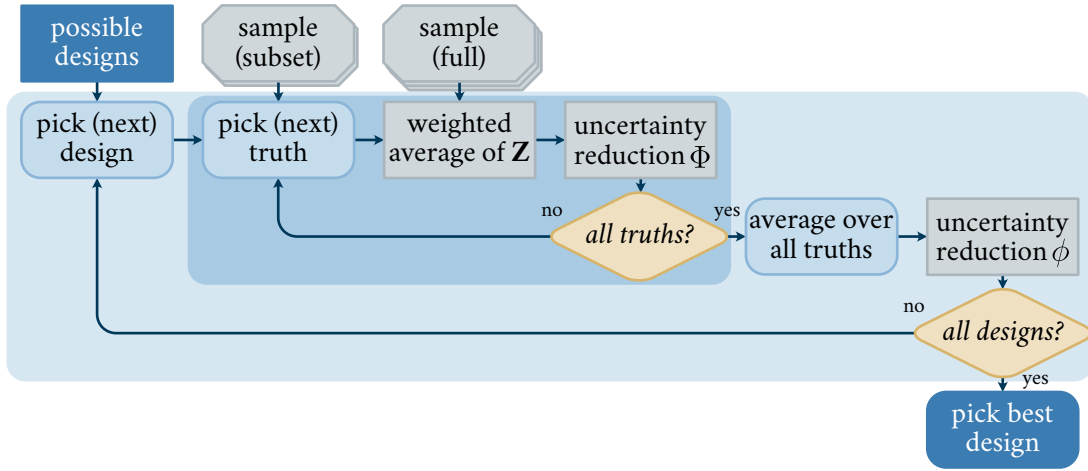 possible
designs
sample
(subset)
sample
(full)
pick (next)
design
pick (next)
truth
weighted
average of Z
uncertainty
reduction Φ
no
all truths?
yes
average over
all truths
uncertainty
reduction ϕ
no
all designs?
yes
pick best
design